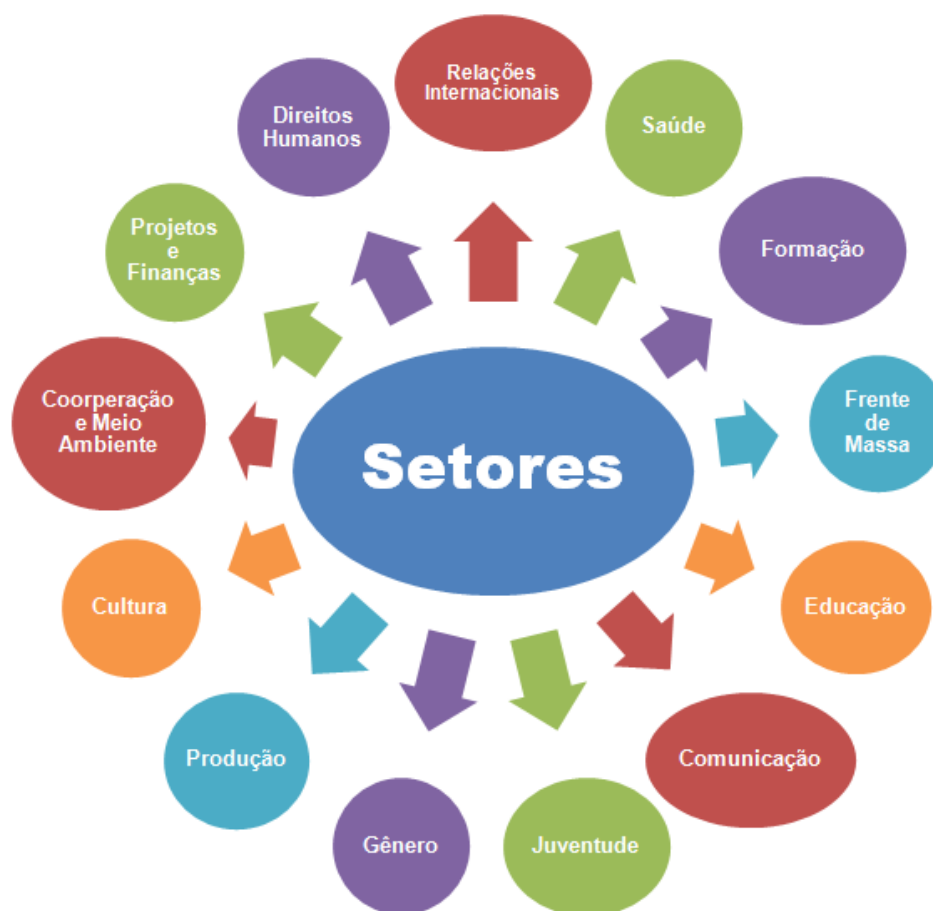 Relações
Internacionais
Saúde
Formação
Frente
de
Massa
Educação
Comunicação
Juventude
Gênero
Produção
Cultura
Coorperação
e Meio
Ambiente
Projetos
e
Finanças
Direitos
Humanos
Setores